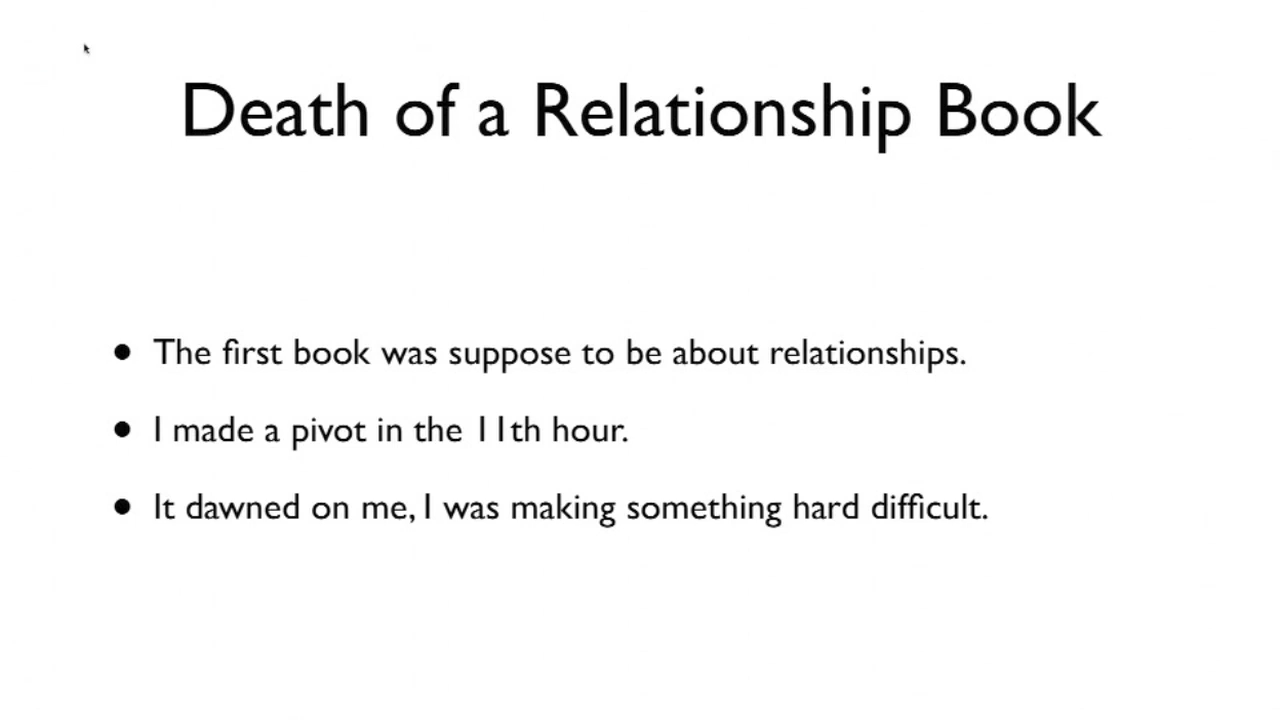 Death of a Relationship Book
• The first book was suppose to be about relationships.
• I made a pivot in the 11th hour.
• It dawned on me, I was making something hard difficult.